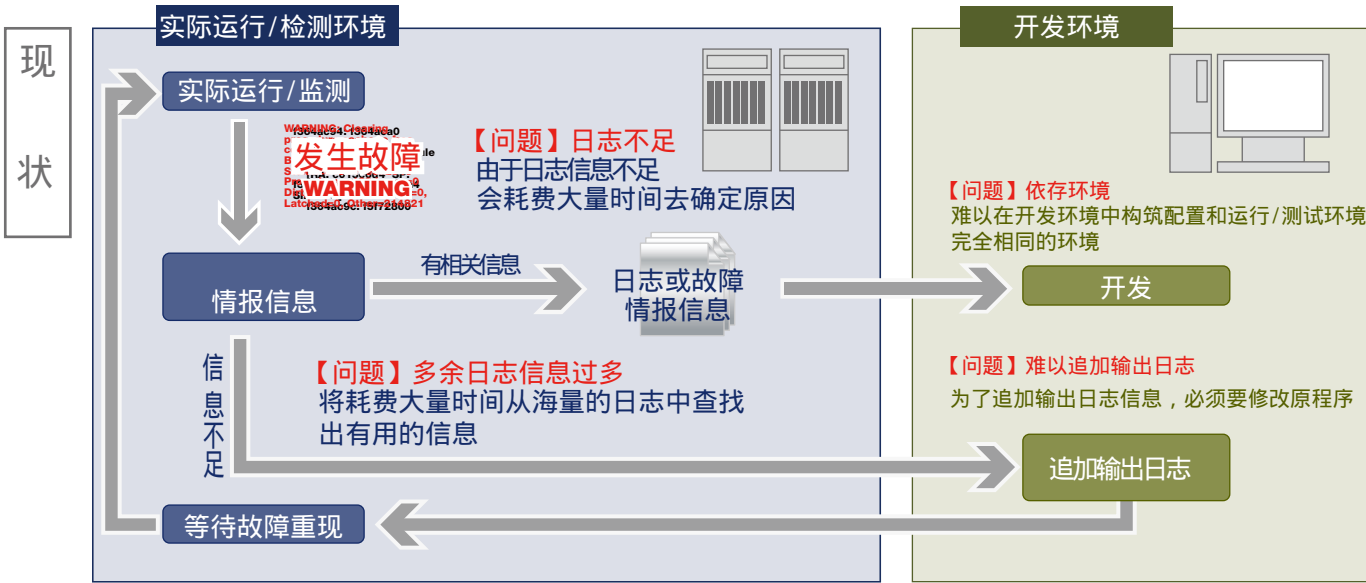 现
状
实际运行/检测环境
实际运行/监测
发生故障
WARNING
【问题】日志不足
由于日志信息不足
会耗费大量时间去确定原因
情报信息
有相关信息
日志或故障
情报信息
信息不足
【问题】多余日志信息过多
将耗费大量时间从海量的日志中查找
出有用的信息
等待故障重现
开发环境
【问题】依存环境
难以在开发环境中构筑配置和运行/测试环境
完全相同的环境
开发
【问题】难以追加输出日志
为了追加输出日志信息，必须要修改原程序
追加输出日志